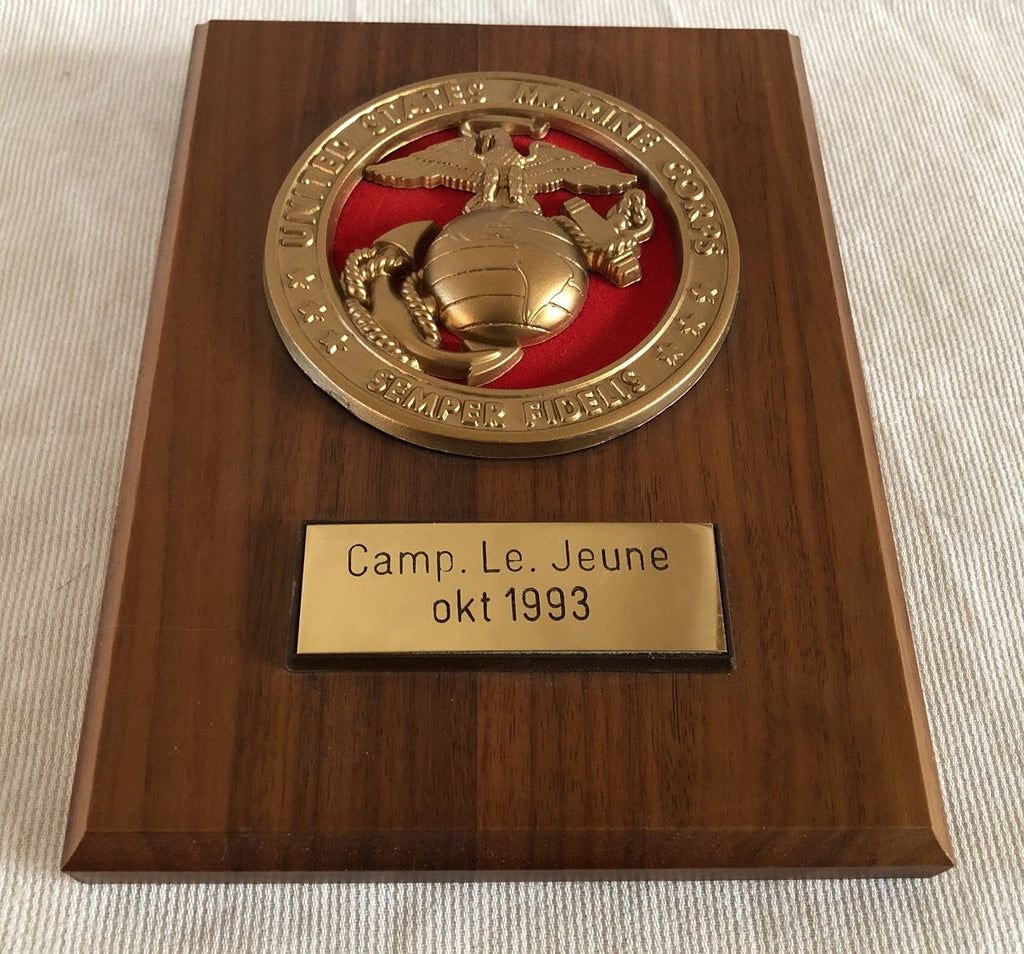 UNITED STATES MARINE CORPS
SEMPER FIDELIS
Camp. Le. Jeune
okt 1993